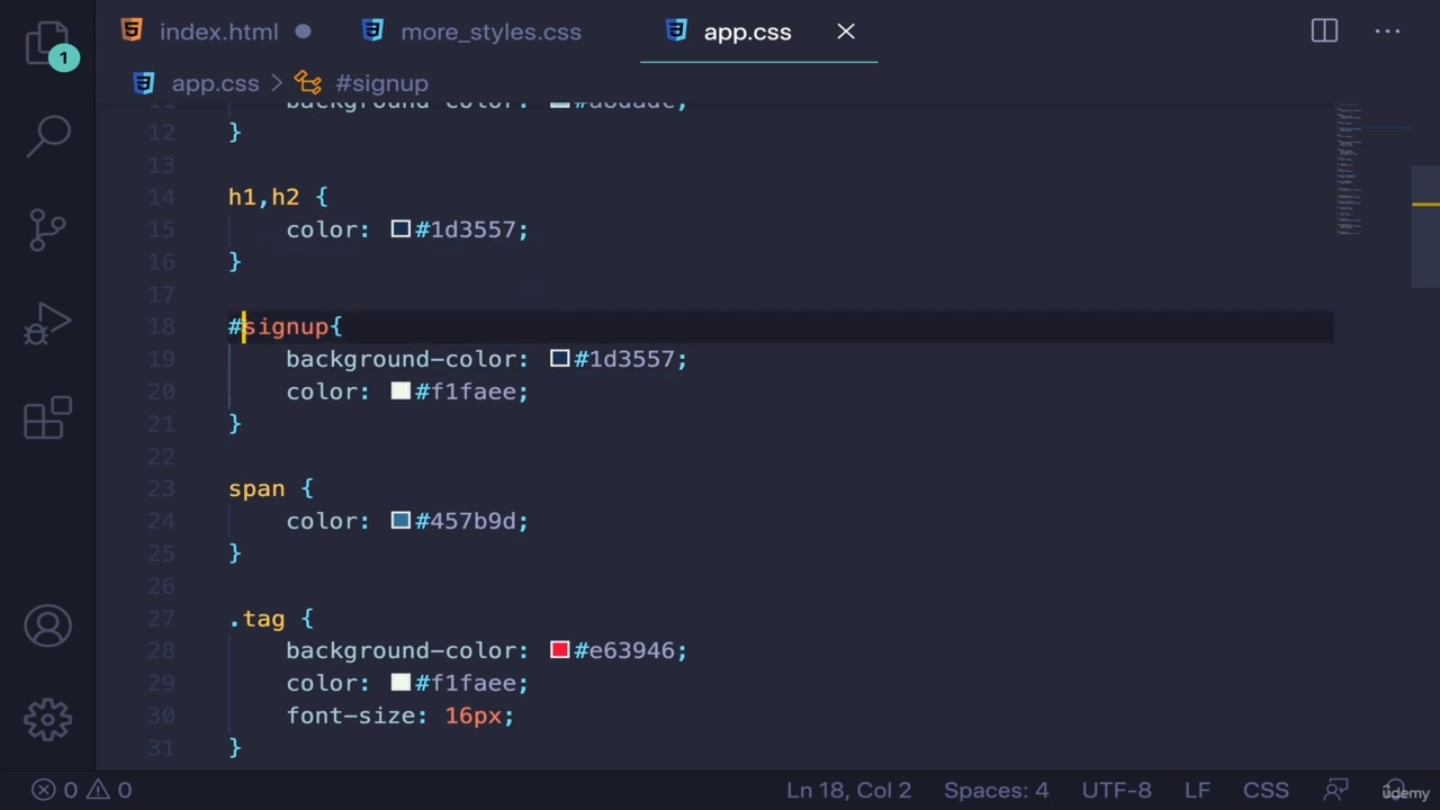 index.html more_styles.css app.css
1
app.css > #signup
11 background-color: #a8dadc;
12 }
13
14 h1,h2 {
15 color: #1d3557;
16 }
17
18 #signup{
19 background-color: #1d3557;
20 color: #f1faee;
21 }
22
23 span {
24 color: #457b9d;
25 }
26
27 .tag {
28 background-color: #e63946;
29 color: #f1faee;
30 font-size: 16px;
31 }
0 0 Ln 18, Col 2 Spaces: 4 UTF-8 LF CSS
ûdemy